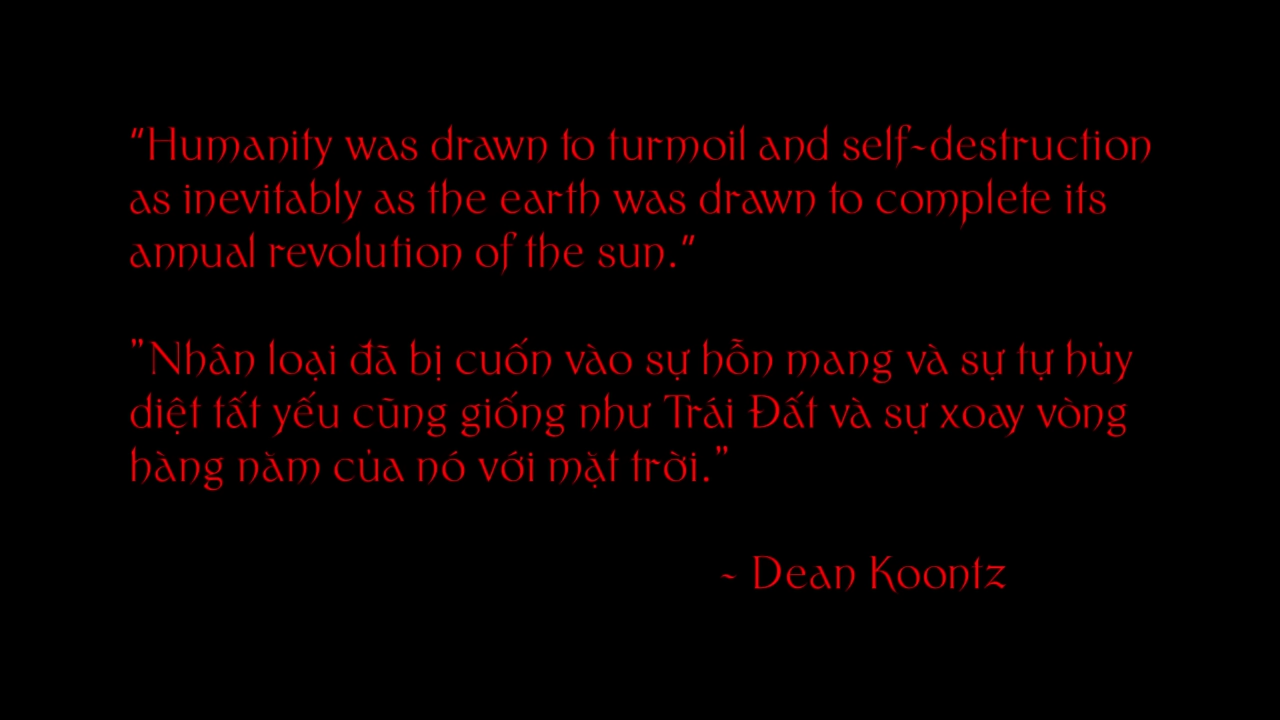 "Humanity was drawn to turmoil and self-destruction
as inevitably as the earth was drawn to complete its
annual revolution of the sun."
"Nhân loại đã bị cuốn vào sự hỗn mang và sự tự hủy
diệt tất yếu cũng giống như Trái Đất và sự xoay vòng
hàng năm của nó với mặt trời."
~ Dean Koontz